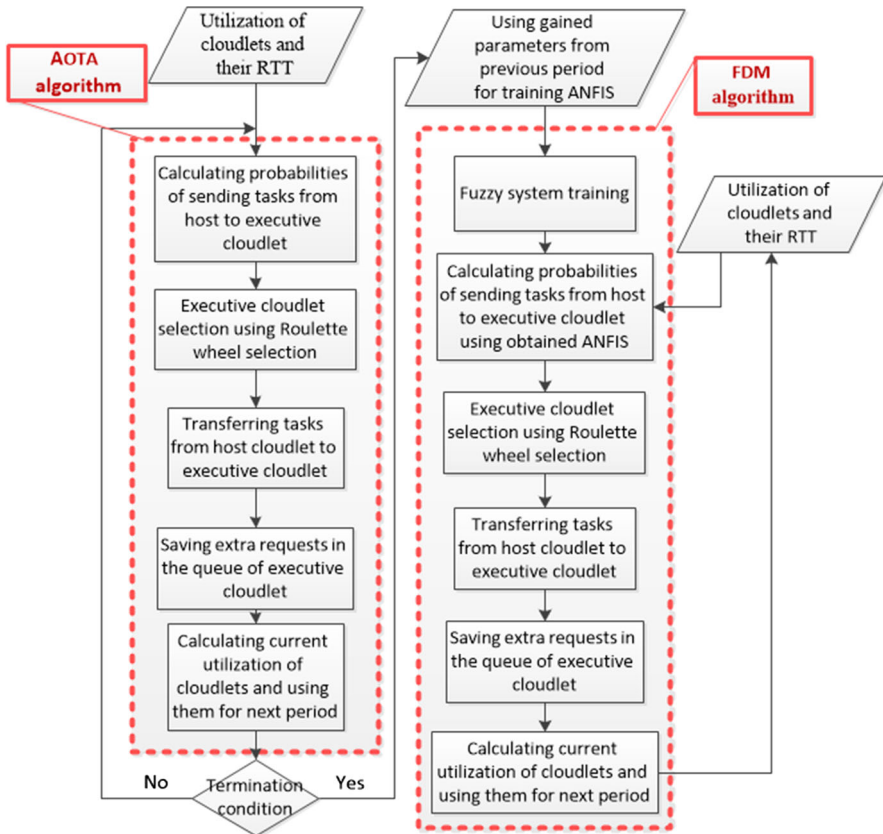 Utilization of
cloudlets and
their RTT
AOTA
algorithm
Calculating probabilities
of sending tasks from
host to executive
cloudlet
Executive cloudlet
selection using Roulette
wheel selection
Transferring tasks
from host cloudlet to
executive cloudlet
Saving extra requests in
the queue of executive
cloudlet
Calculating current
utilization of
cloudlets and using
them for next period
No
Termination
condition
Yes
Using gained
parameters from
previous period
for training ANFIS
FDM
algorithm
Fuzzy system training
Utilization of
cloudlets and
their RTT
Calculating probabilities
of sending tasks from host
to executive cloudlet
using obtained ANFIS
Executive cloudlet
selection using Roulette
wheel selection
Transferring tasks
from host cloudlet to
executive cloudlet
Saving extra requests
in the queue of executive
cloudlet
Calculating current
utilization of cloudlets and
using them for next period